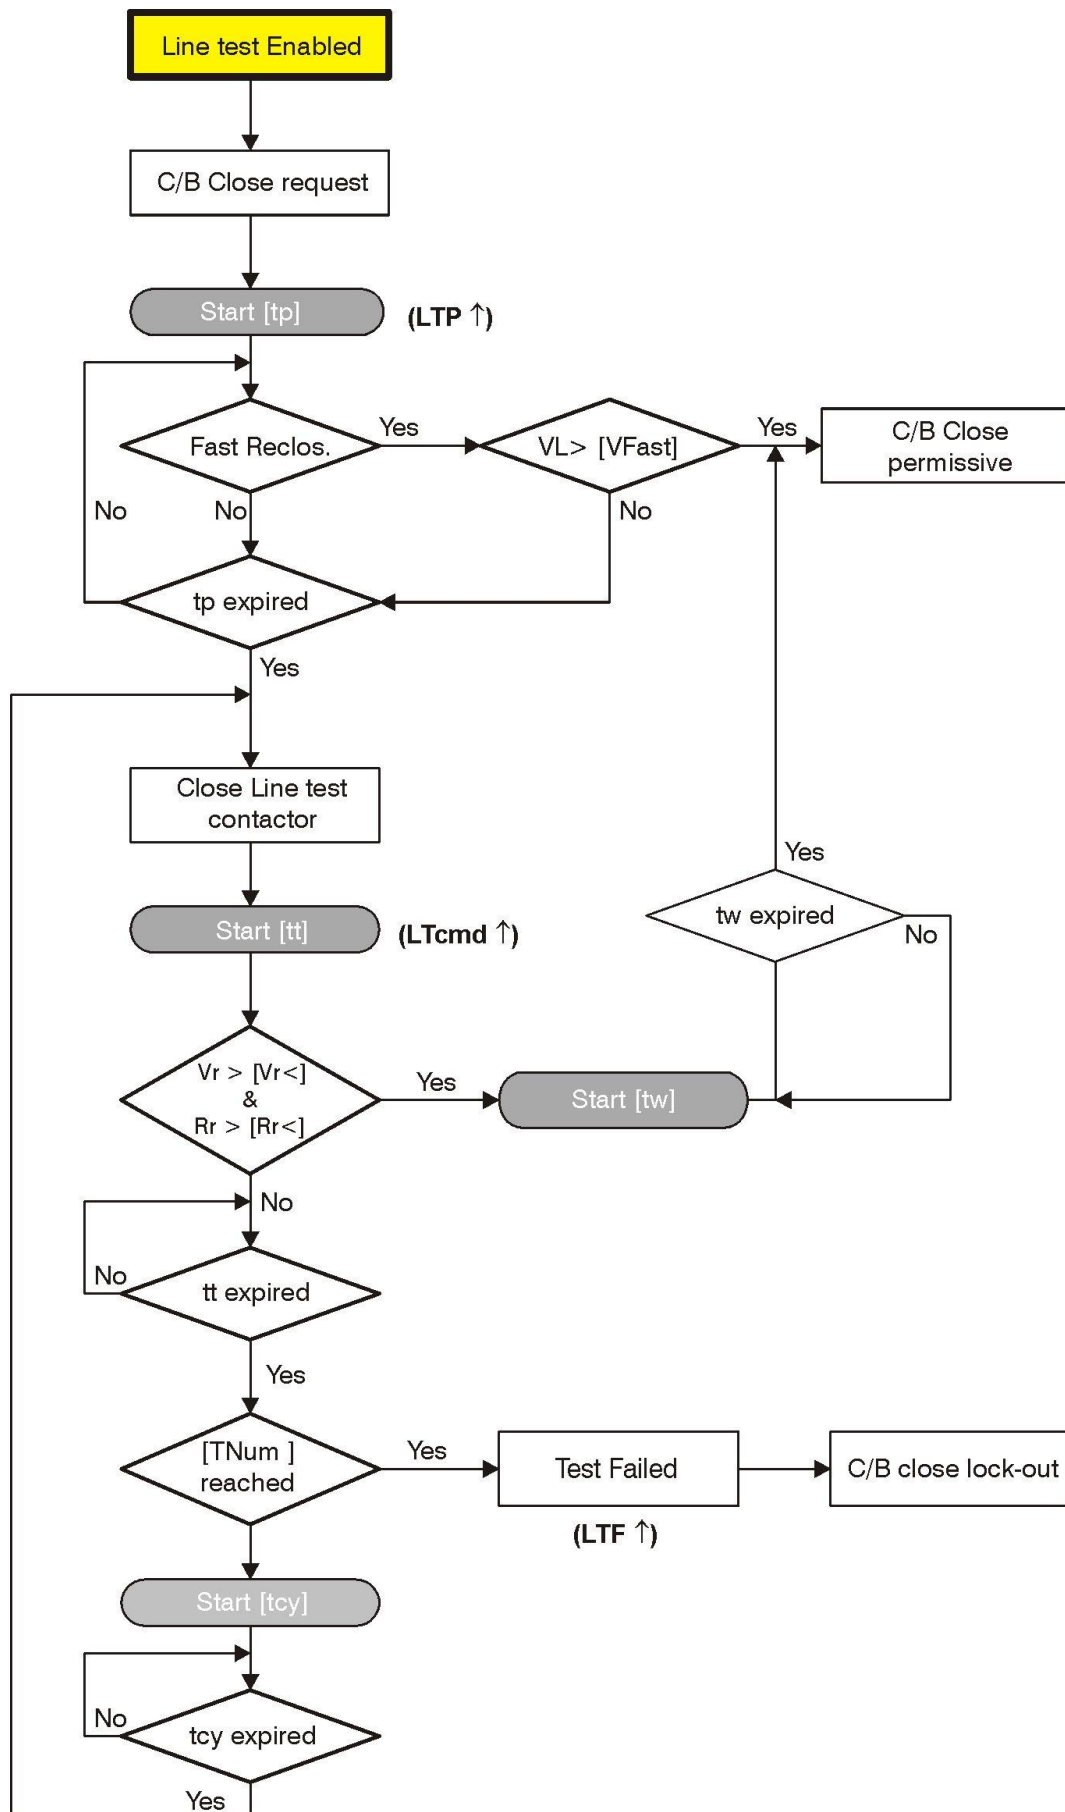 Line test Enabled
C/B Close request
Start [tp]
(LTP ↑)
Fast Reclos.
Yes
VL> [VFast]
Yes
C/B Close
permissive
No
No
No
tp expired
Yes
Close Line test
contactor
Yes
tw expired
No
Start [tt]
(LTcmd ↑)
Vr > [Vr<]
&
Rr > [Rr<]
Yes
Start [tw]
No
No
tt expired
Yes
[TNum ]
reached
Yes
Test Failed
C/B close lock-out
(LTF ↑)
Start [tcy]
No
tcy expired
Yes